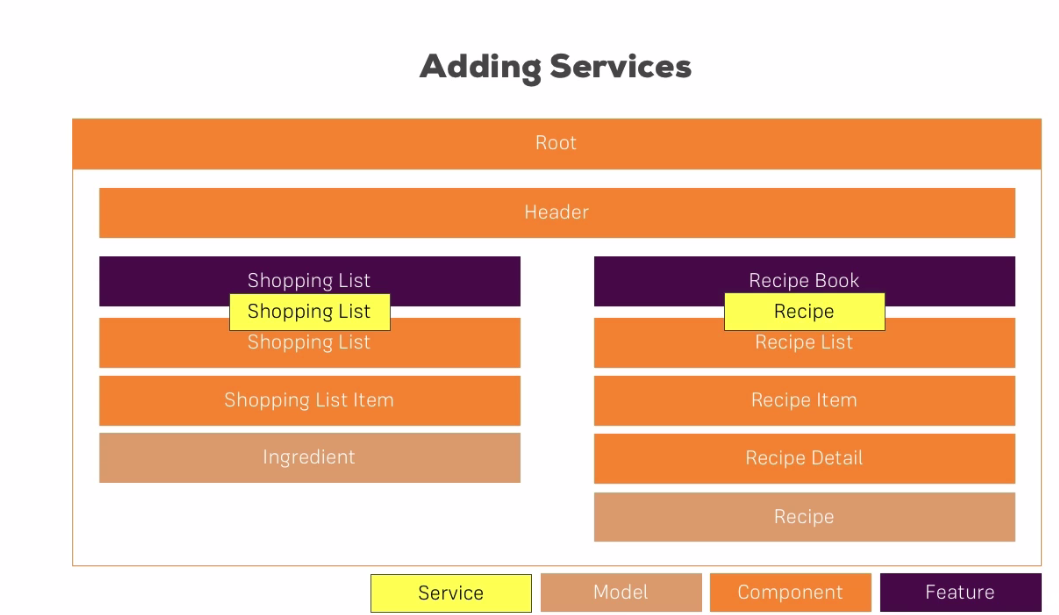 Adding Services
Root
Header
Shopping List
Shopping List
Shopping List
Shopping List Item
Ingredient
Recipe Book
Recipe
Recipe List
Recipe Item
Recipe Detail
Recipe
Service
Model
Component
Feature